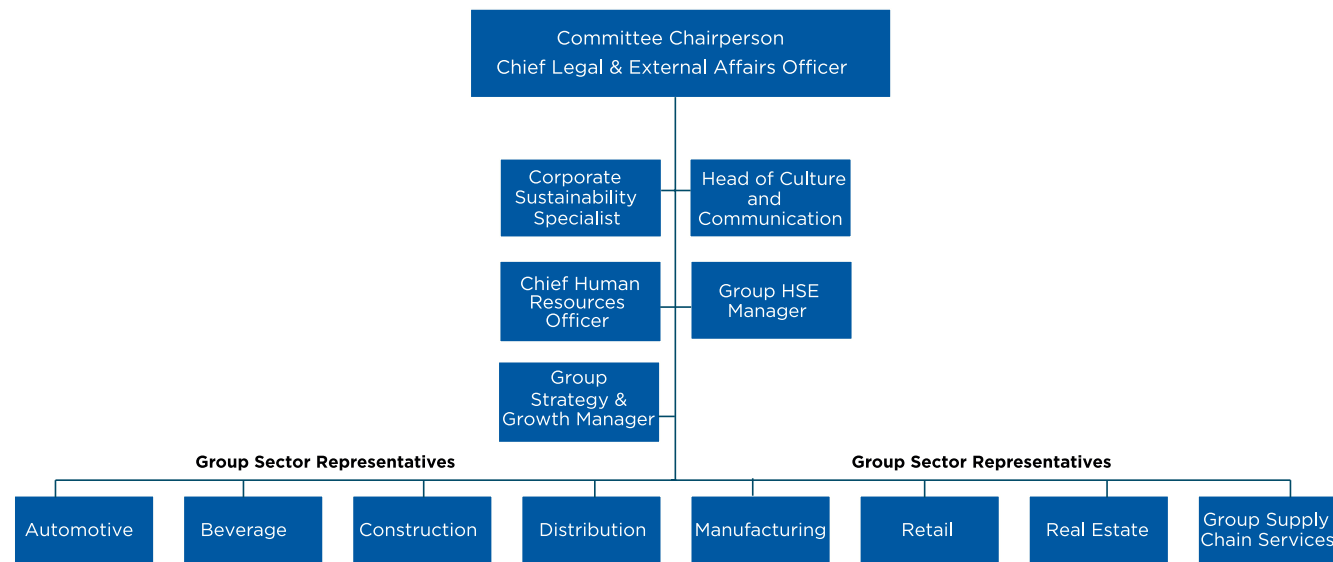 Committee Chairperson
Chief Legal & External Affairs Officer
Corporate
Sustainability
Specialist
Head of Culture
and
Communication
Chief Human
Resources
Officer
Group HSE
Manager
Group
Strategy &
Growth Manager
Group Sector Representatives
Group Sector Representatives
Automotive
Beverage
Construction
Distribution
Manufacturing
Retail
Real Estate
Group Supply
Chain Services